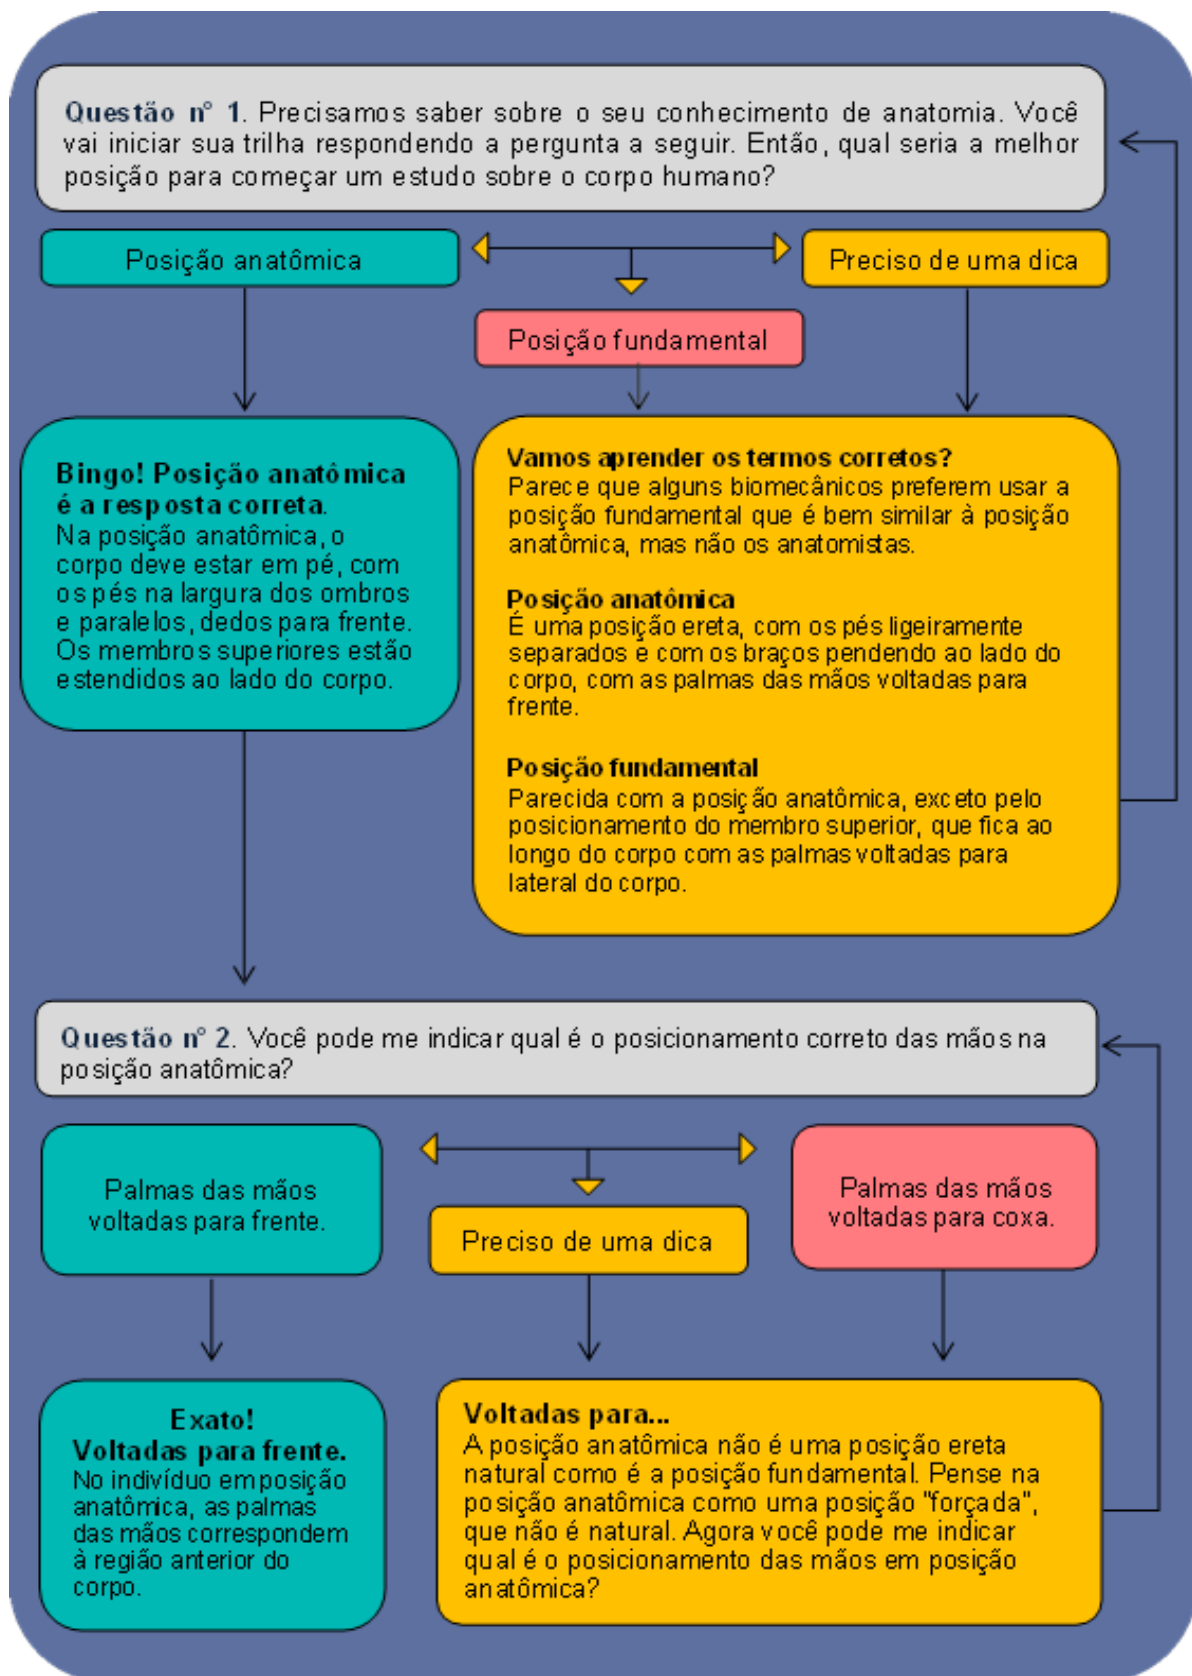 Questão n° 1. Precisamos saber sobre o seu conhecimento de anatomia. Você
vai iniciar sua trilha respondendo a pergunta a seguir. Então, qual seria a melhor
posição para começar um estudo sobre o corpo humano?
Posição anatômica
Preciso de uma dica
Posição fundamental
Bingo! Posição anatômica
é a resposta correta.
Na posição anatômica, o
corpo deve estar em pé, com
os pés na largura dos ombros
e paralelos, dedos para frente.
Os membros superiores estão
estendidos ao lado do corpo.
Vamos aprender os termos corretos?
Parece que alguns biomecânicos preferem usar a
posição fundamental que é bem similar à posição
anatômica, mas não os anatomistas.
Posição anatômica
É uma posição ereta, com os pés ligeiramente
separados e com os braços pendendo ao lado do
corpo, com as palmas das mãos voltadas para
frente.
Posição fundamental
Parecida com a posição anatômica, exceto pelo
posicionamento do membro superior, que fica ao
longo do corpo com as palmas voltadas para
lateral do corpo.
Questão n° 2. Você pode me indicar qual é o posicionamento correto das mãos na
posição anatômica?
Palmas das mãos
voltadas para frente.
Preciso de uma dica
Palmas das mãos
voltadas para coxa.
Exato!
Voltadas para frente.
No indivíduo em posição
anatômica, as palmas
das mãos correspondem
à região anterior do
corpo.
Voltadas para...
A posição anatômica não é uma posição ereta
natural como é a posição fundamental. Pense na
posição anatômica como uma posição "forçada",
que não é natural. Agora você pode me indicar
qual é o posicionamento das mãos em posição
anatômica?